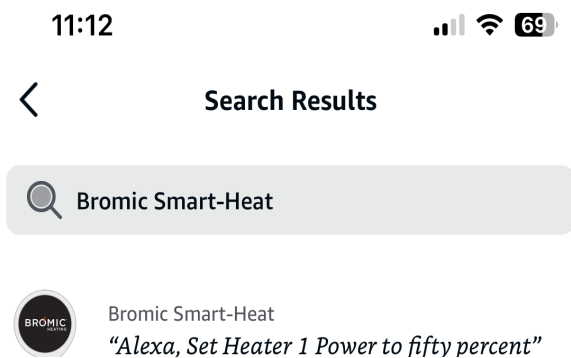 11:12
69
Search Results
Bromic Smart-Heat
BROMIC
HEATING
Bromic Smart-Heat
“Alexa, Set Heater 1 Power to fifty percent”